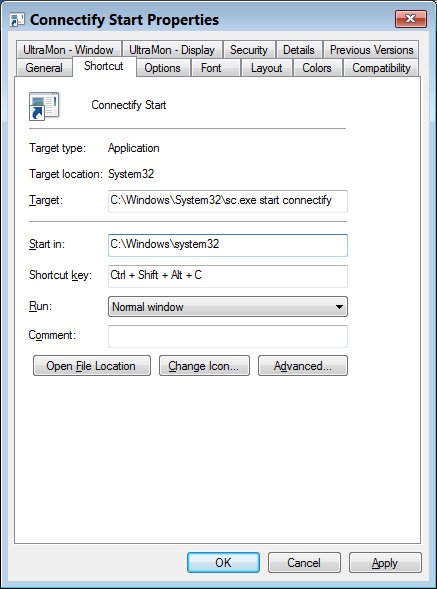 Connectify Start Properties
UltraMon - Window UltraMon - Display Security Details Previous Versions
General Shortcut Options Font Layout Colors Compatibility
Connectify Start
Target type: Application
Target location: System32
Target: C:\Windows\System32\sc.exe start connectify
Start in: C:\Windows\system32
Shortcut key: Ctrl + Shift + Alt + C
Run: Normal window
Comment:
Open File Location Change Icon... Advanced...
OK Cancel Apply